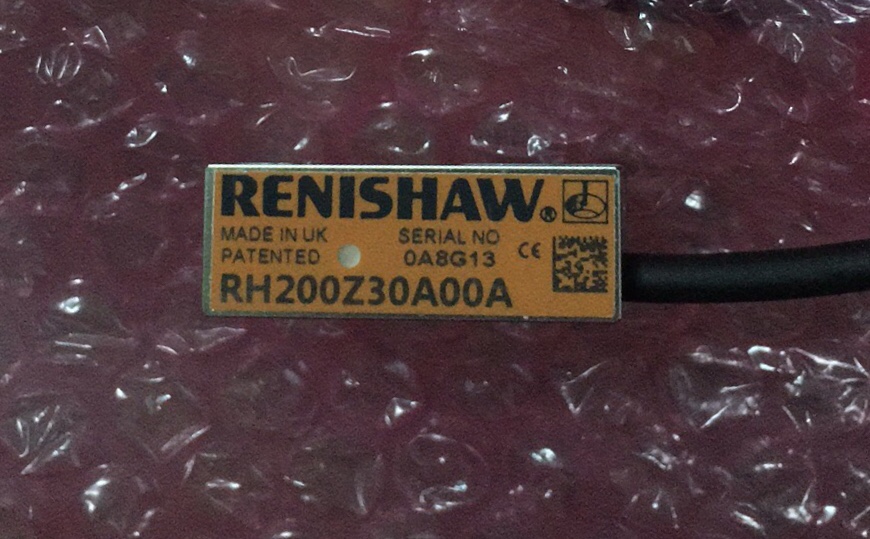 RENISHAW®
MADE IN UK SERIAL NO
PATENTED 0A8G13 CE
RH200Z30A00A